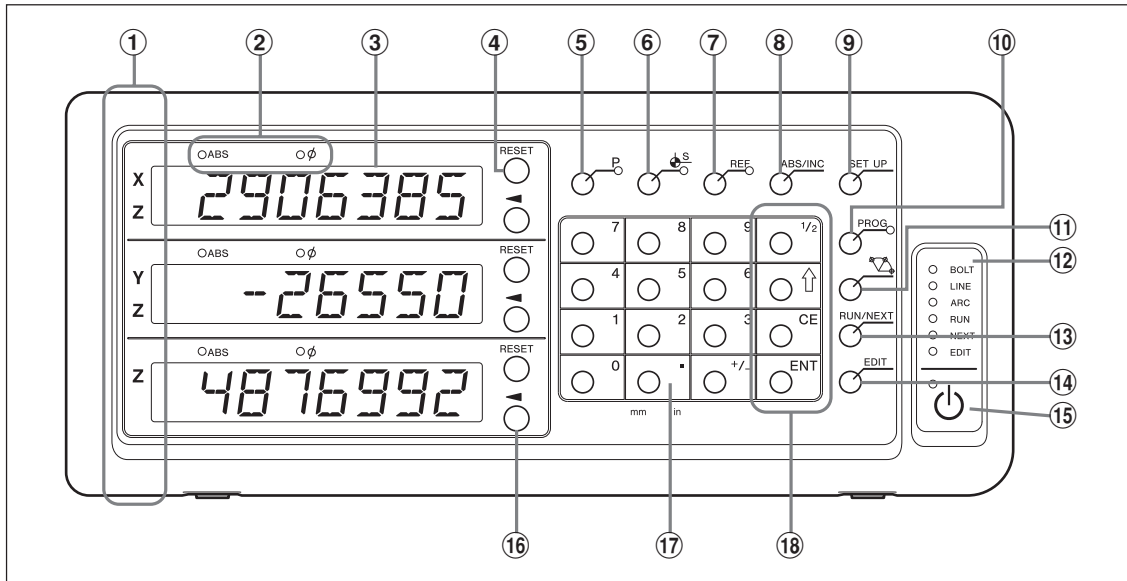 ① ② ③ ④ ⑤ ⑥ ⑦ ⑧ ⑨ ⑩
ABS ø RESET P S REF ABS/INC SET UP
X 2906385
Z
PROG
⑪
ABS ø RESET 7 8 9 1/2
Y -26550 4 5 6 ⇧
Z
BOLT ⑫
LINE
ARC
RUN
NEXT
EDIT
1 2 3 CE RUN/NEXT ⑬
ABS ø RESET 0 . +/- ENT EDIT ⑭
Z 4876992
⑮
mm in
⑯ ⑰ ⑱